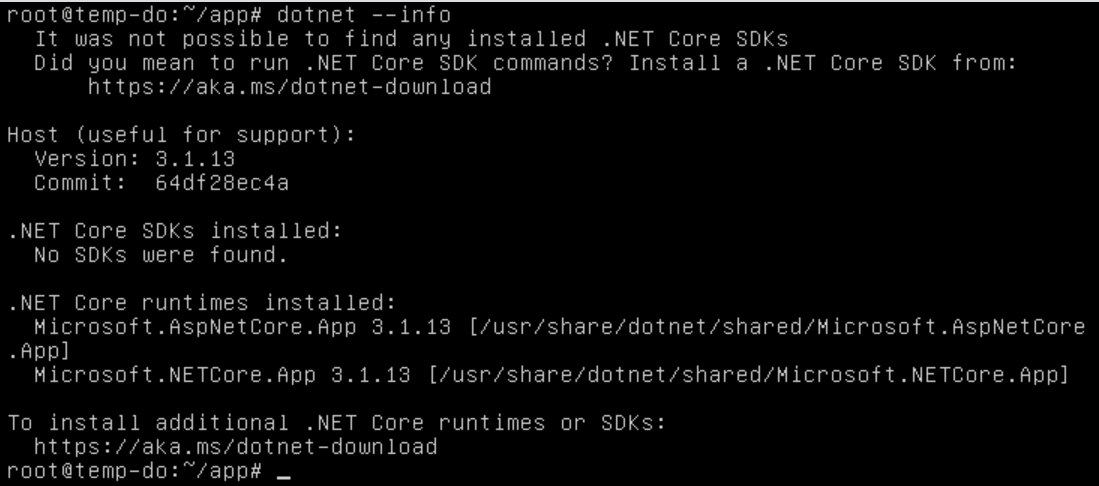 root@temp-do:~/app# dotnet --info
  It was not possible to find any installed .NET Core SDKs
  Did you mean to run .NET Core SDK commands? Install a .NET Core SDK from:
      https://aka.ms/dotnet-download

Host (useful for support):
  Version: 3.1.13
  Commit:  64df28ec4a

.NET Core SDKs installed:
  No SDKs were found.

.NET Core runtimes installed:
  Microsoft.AspNetCore.App 3.1.13 [/usr/share/dotnet/shared/Microsoft.AspNetCore
.App]
  Microsoft.NETCore.App 3.1.13 [/usr/share/dotnet/shared/Microsoft.NETCore.App]

To install additional .NET Core runtimes or SDKs:
  https://aka.ms/dotnet-download
root@temp-do:~/app# _